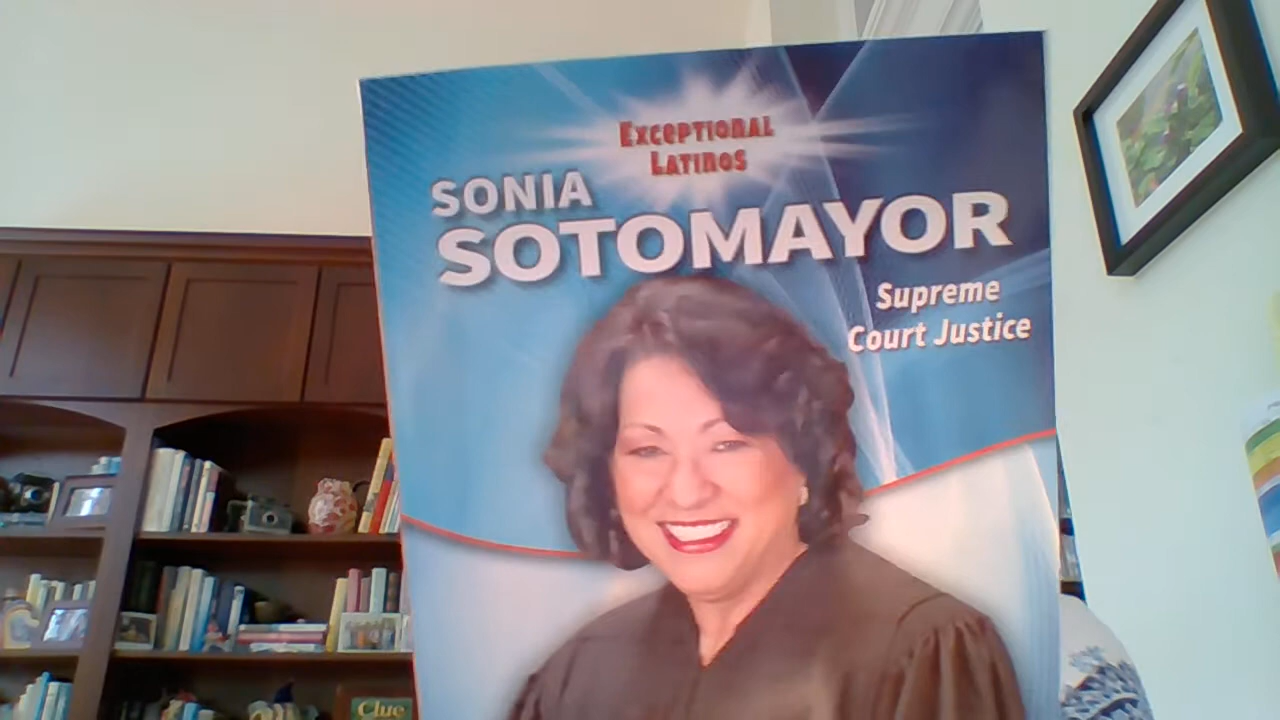 Exceptional
Latinos
SONIA
SOTOMAYOR
Supreme
Court Justice
Clue